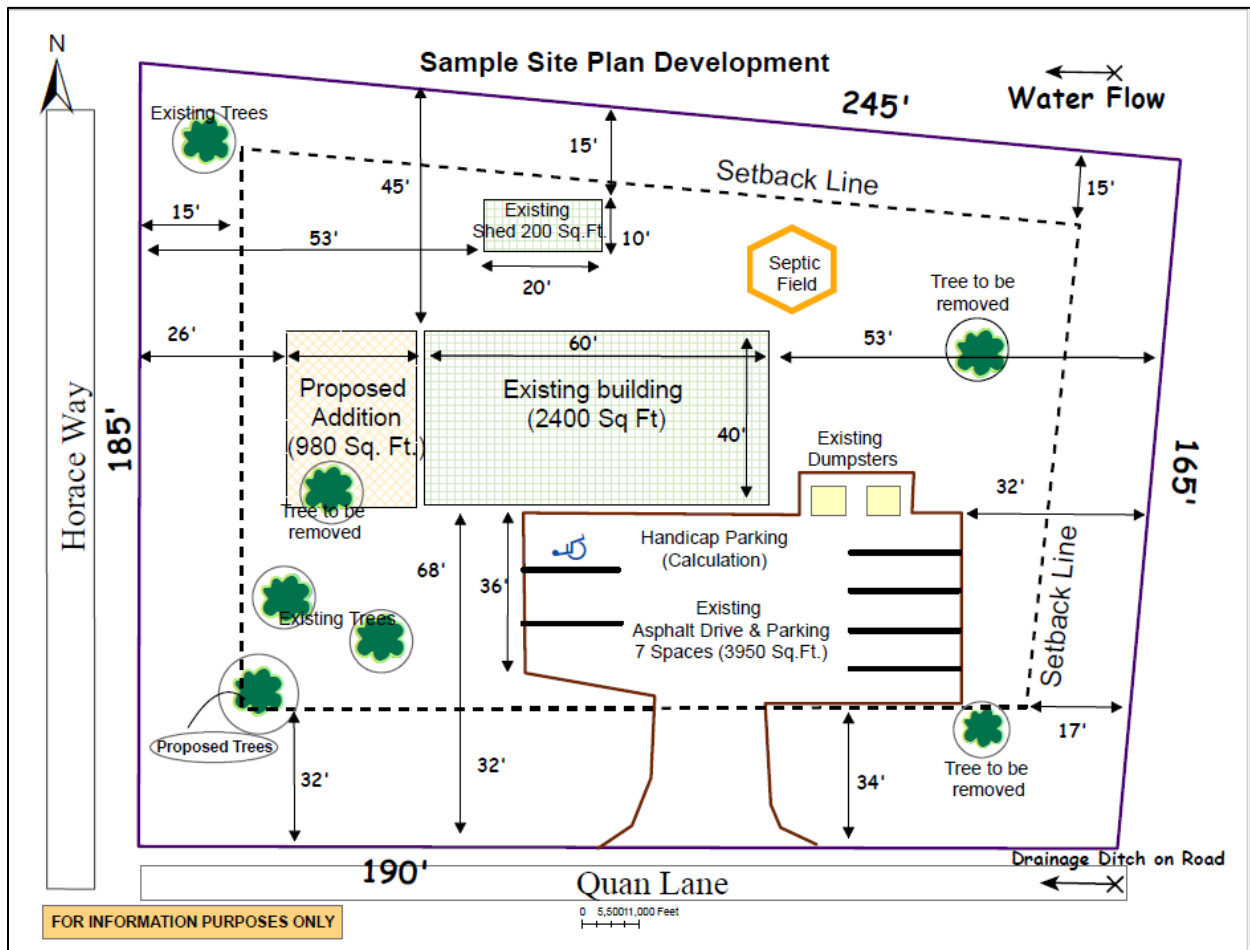 N
Sample Site Plan Development
245'
Water Flow
Existing Trees
15'
Setback Line
15'
45'
15'
Existing
Shed 200 Sq.Ft.
10'
53'
20'
Septic
Field
Tree to be
removed
26'
60'
53'
Proposed
Addition
(980 Sq. Ft.)
Existing building
(2400 Sq Ft)
40'
Horace Way
185'
165'
Existing
Dumpsters
32'
Tree to be
removed
Handicap Parking
(Calculation)
68'
36'
Existing Trees
Existing
Asphalt Drive & Parking
7 Spaces (3950 Sq.Ft.)
Setback Line
Proposed Trees
17'
32'
32'
34'
Tree to be
removed
190'
Quan Lane
Drainage Ditch on Road
FOR INFORMATION PURPOSES ONLY
0 5,50011,000 Feet